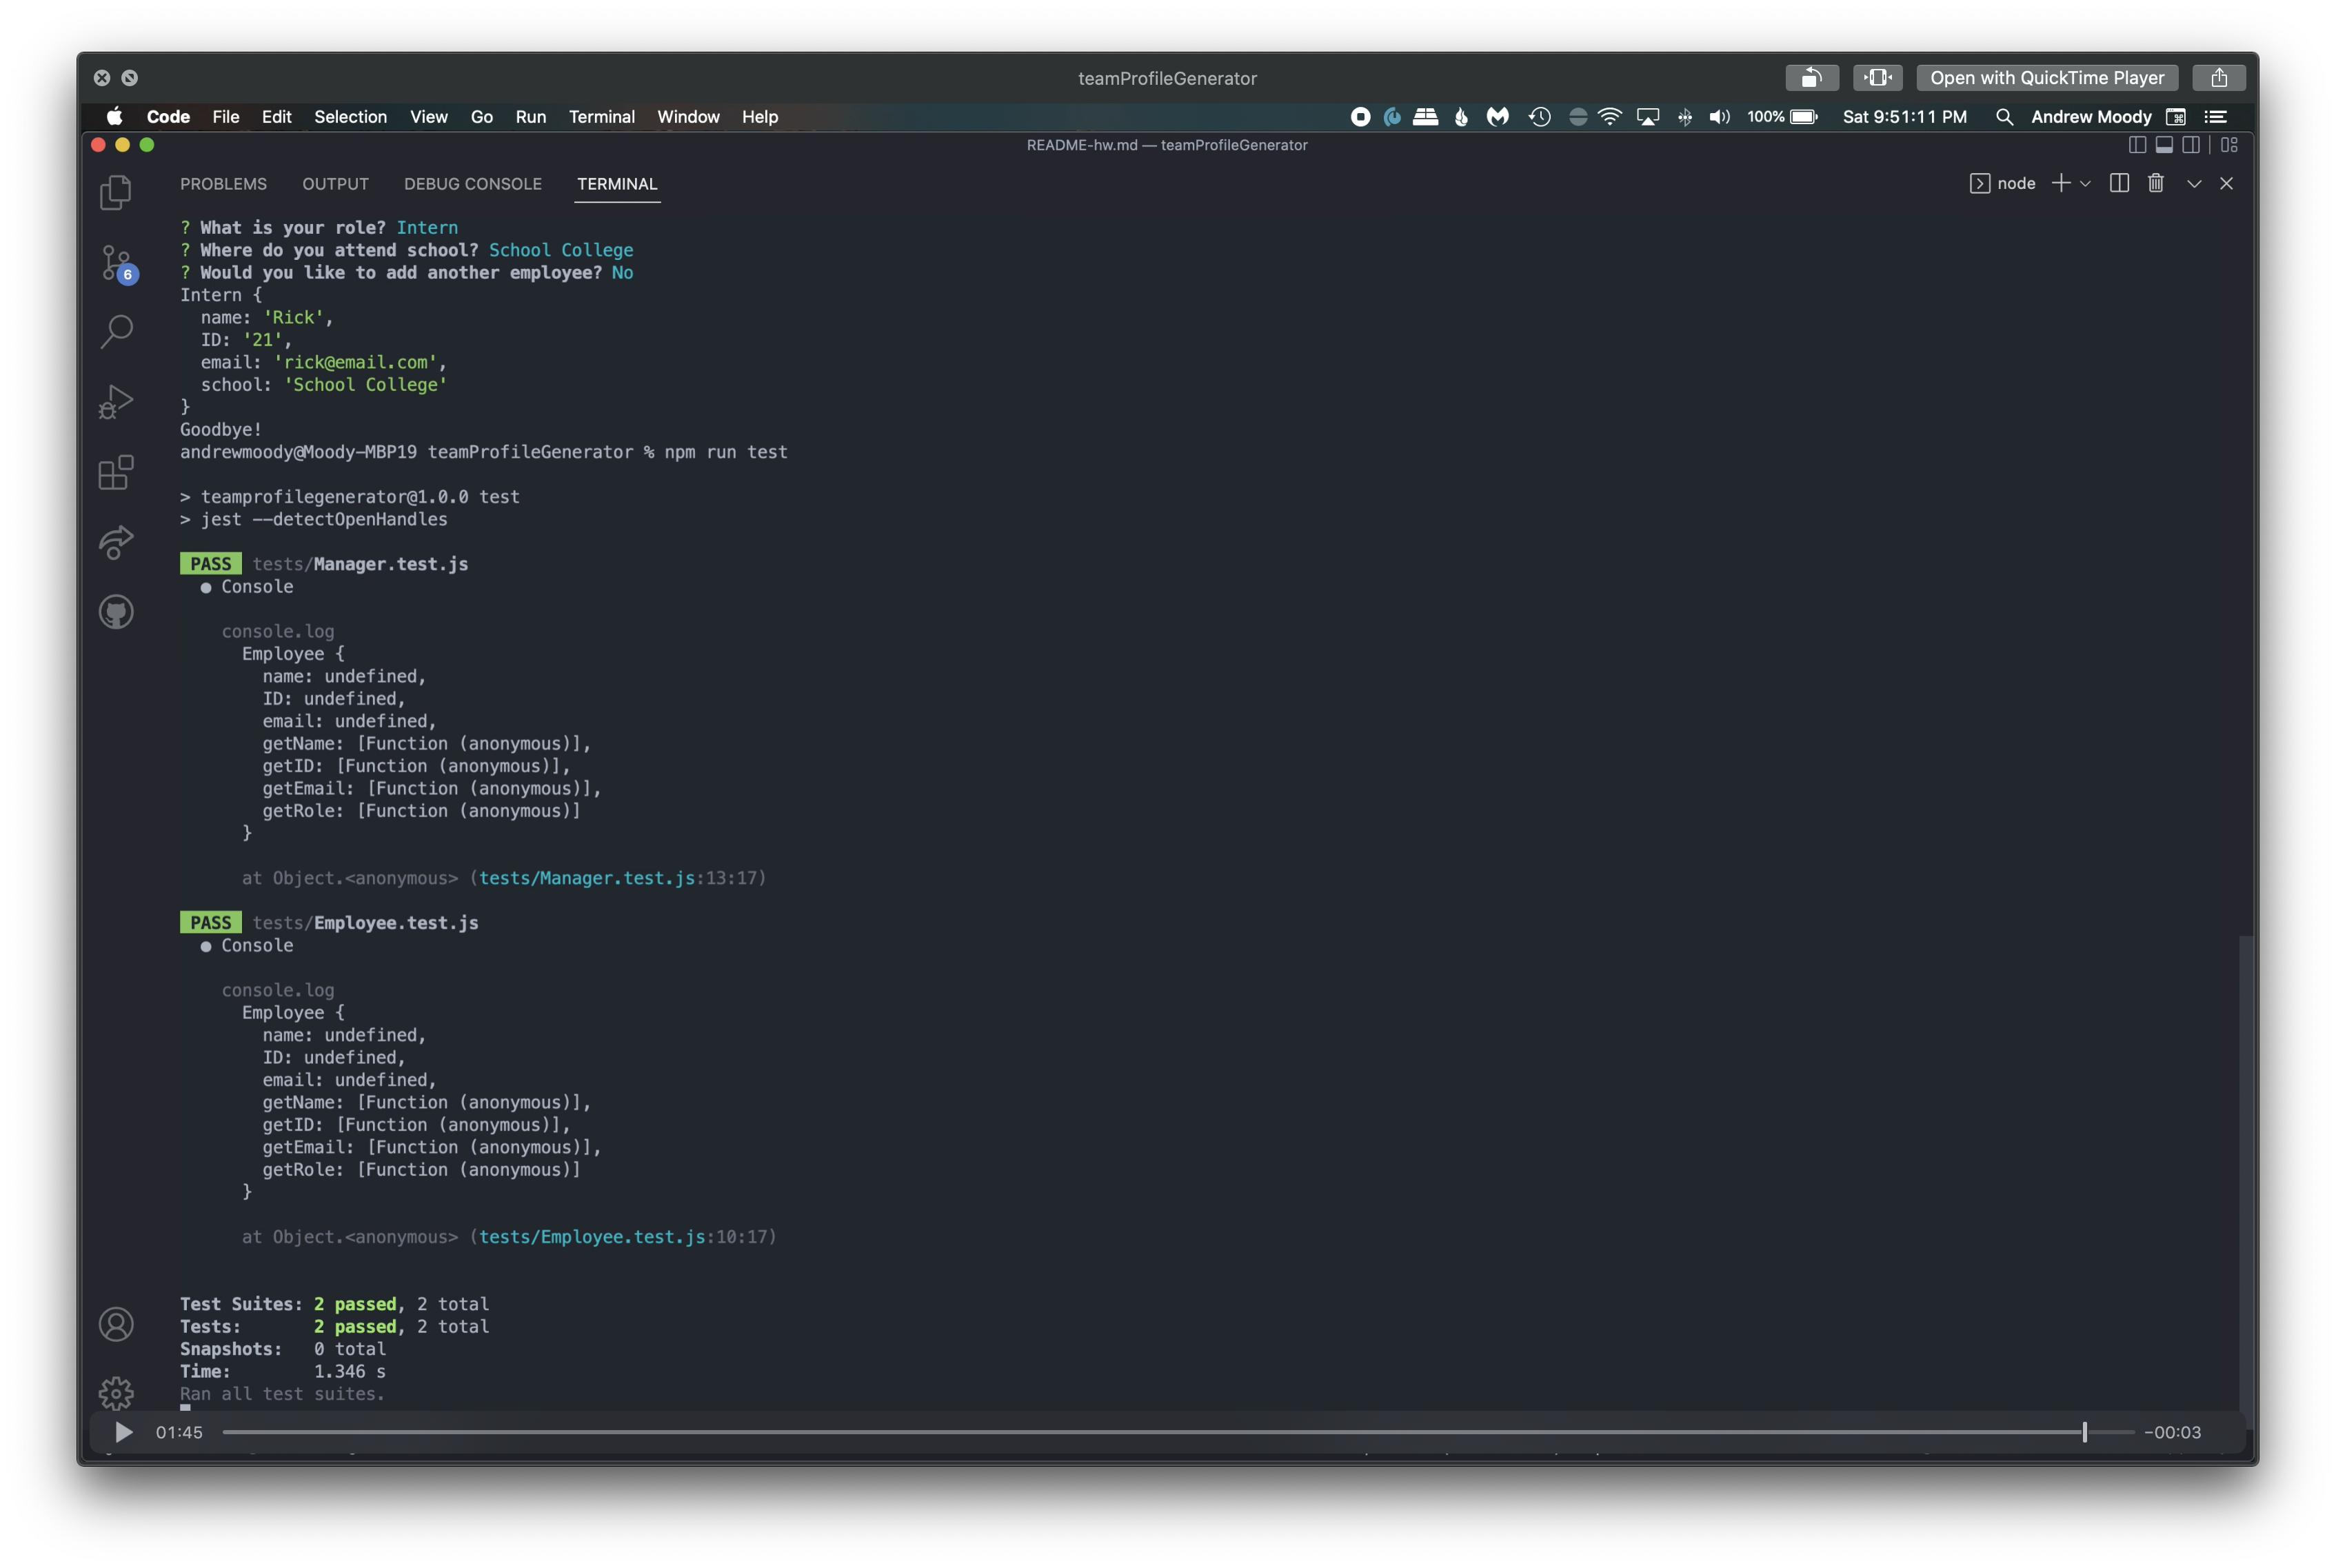 teamProfileGenerator
Open with QuickTime Player
Code File Edit Selection View Go Run Terminal Window Help
100% Sat 9:51:11 PM Andrew Moody
README-hw.md — teamProfileGenerator
PROBLEMS OUTPUT DEBUG CONSOLE TERMINAL
node
6
? What is your role? Intern
? Where do you attend school? School College
? Would you like to add another employee? No
Intern {
  name: 'Rick',
  ID: '21',
  email: 'rick@email.com',
  school: 'School College'
}
Goodbye!
andrewmoody@Moody-MBP19 teamProfileGenerator % npm run test
> teamprofilegenerator@1.0.0 test
> jest --detectOpenHandles
PASS tests/Manager.test.js
● Console
console.log
Employee {
  name: undefined,
  ID: undefined,
  email: undefined,
  getName: [Function (anonymous)],
  getID: [Function (anonymous)],
  getEmail: [Function (anonymous)],
  getRole: [Function (anonymous)]
}
at Object.<anonymous> (tests/Manager.test.js:13:17)
PASS tests/Employee.test.js
● Console
console.log
Employee {
  name: undefined,
  ID: undefined,
  email: undefined,
  getName: [Function (anonymous)],
  getID: [Function (anonymous)],
  getEmail: [Function (anonymous)],
  getRole: [Function (anonymous)]
}
at Object.<anonymous> (tests/Employee.test.js:10:17)
Test Suites: 2 passed, 2 total
Tests: 2 passed, 2 total
Snapshots: 0 total
Time: 1.346 s
Ran all test suites.
01:45 -00:03